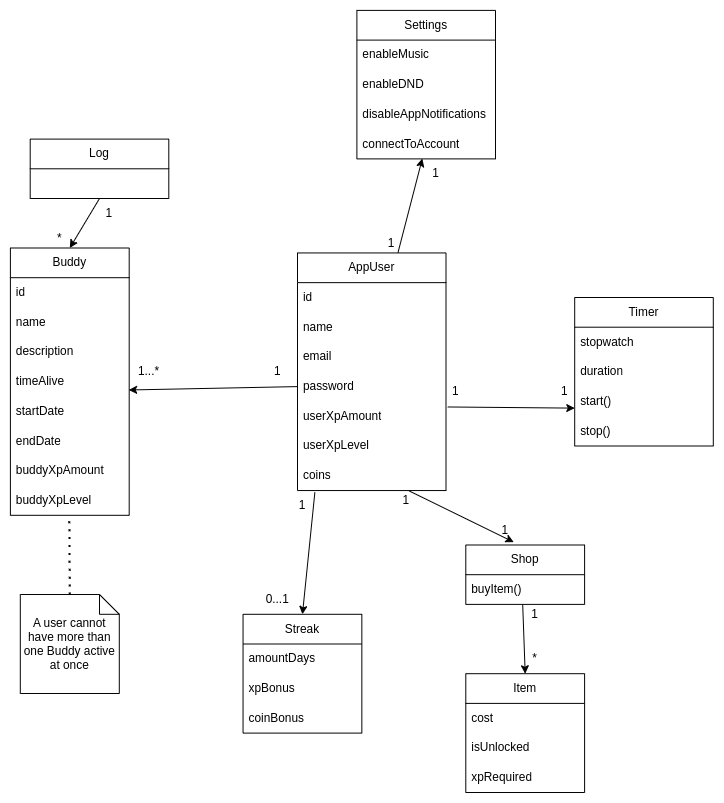 Settings
enableMusic
enableDND
disableAppNotifications
connectToAccount
1
1
Log
1
*
Buddy
id
name
description
timeAlive
startDate
endDate
buddyXpAmount
buddyXpLevel
1...*
1
AppUser
id
name
email
password
userXpAmount
userXpLevel
coins
1
1
Timer
stopwatch
duration
start()
stop()
1
0...1
1
1
Shop
buyItem()
1
*
Streak
amountDays
xpBonus
coinBonus
Item
cost
isUnlocked
xpRequired
A user cannot
have more than
one Buddy active
at once